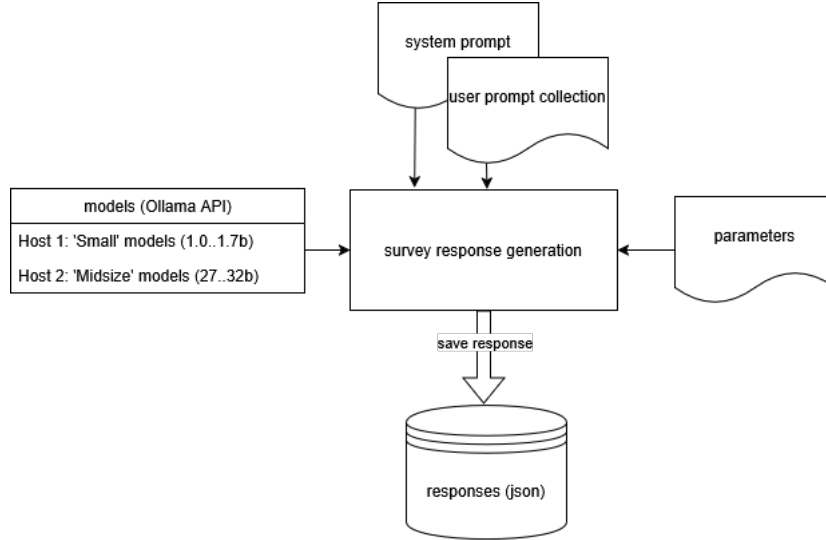 system prompt
user prompt collection
models (Ollama API)
Host 1: 'Small' models (1.0..1.7b)
Host 2: 'Midsize' models (27..32b)
survey response generation
parameters
save response
responses (json)